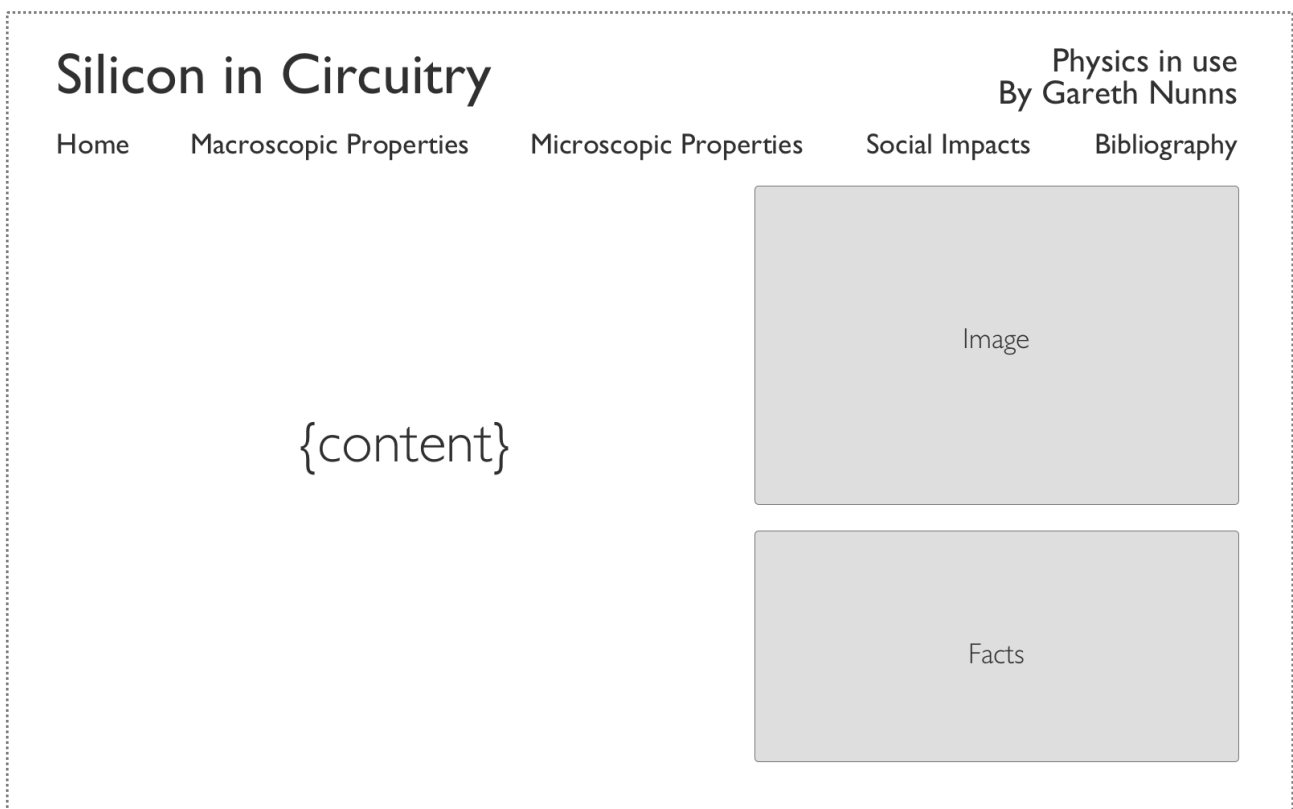 Silicon in Circuitry
Physics in use
By Gareth Nunns
Home Macroscopic Properties Microscopic Properties Social Impacts Bibliography
{content}
Image
Facts